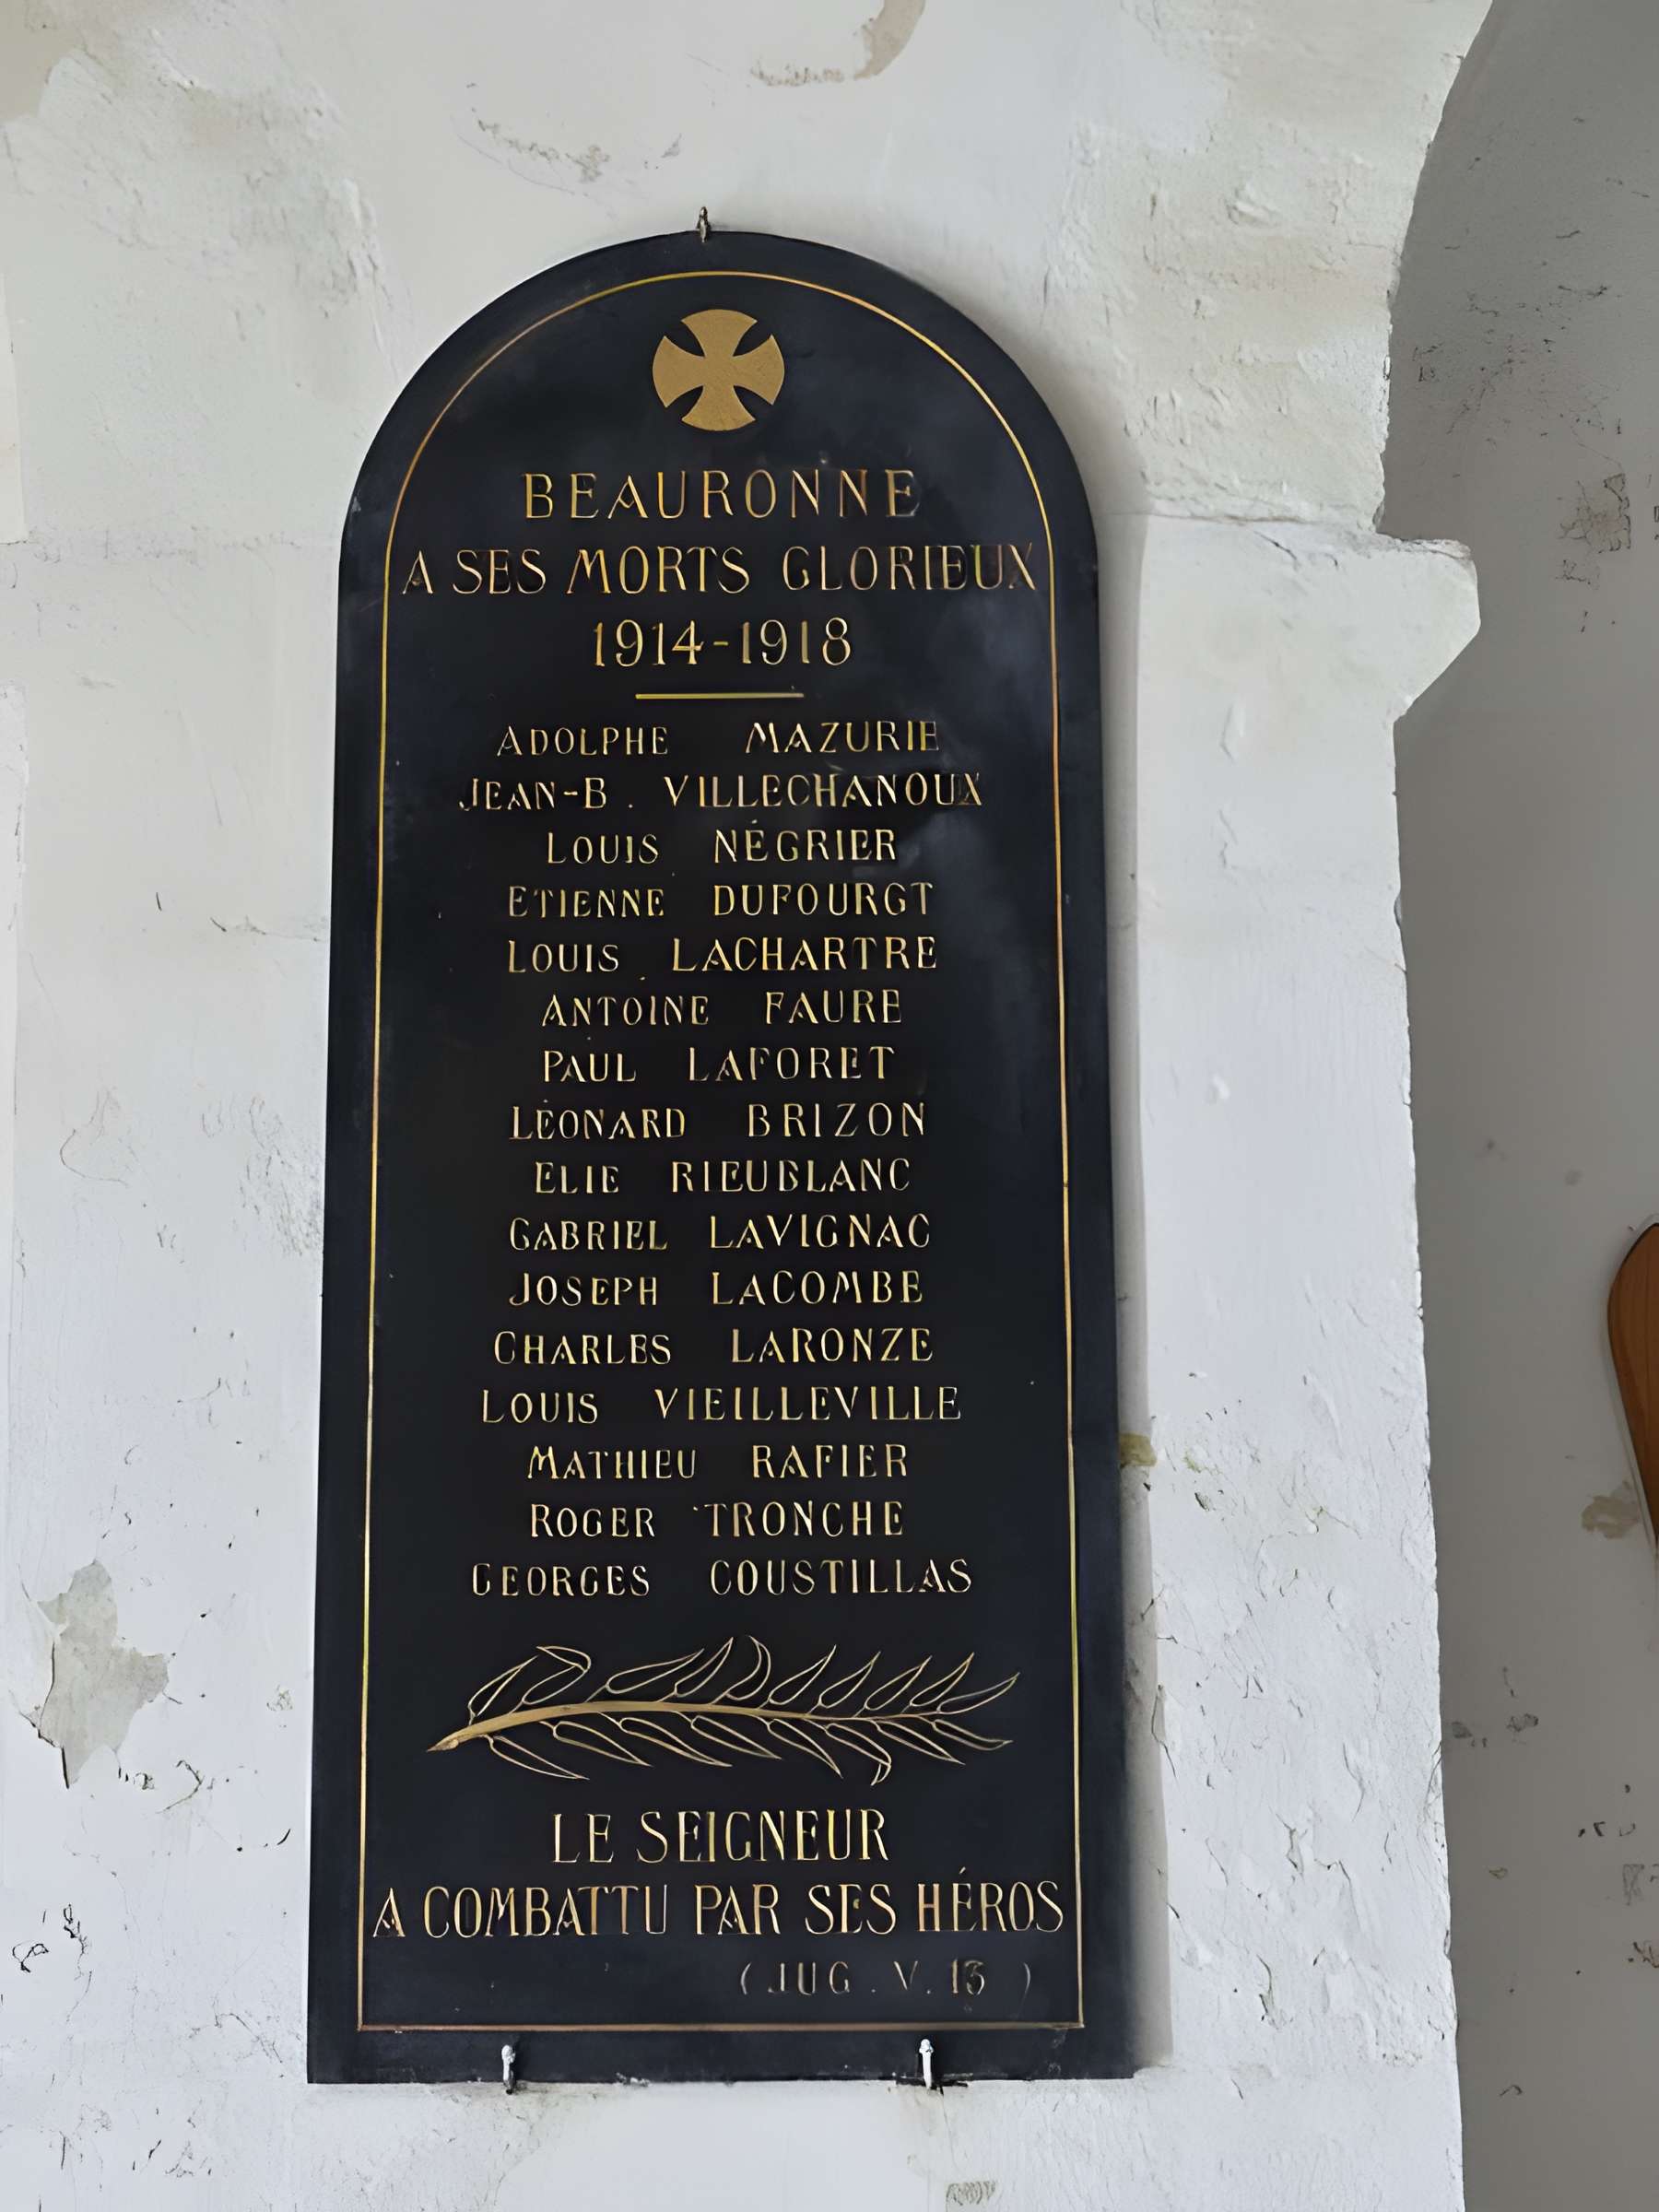 BEAURONNE
A SES MORTS GLORIEUX
1914-1918
ADOLPHE MAZURIE
JEAN-B. VILLECHANOUX
LOUIS NÉGRIER
ETIENNE DUFOURGT
LOUIS LACHARTRE
ANTOINE FAURE
PAUL LAFORET
LÉONARD BRIZON
ELIE RIEUBLANC
GABRIEL LAVIGNAC
JOSEPH LACOMBE
CHARLES LARONZE
LOUIS VIEILLEVILLE
MATHIEU RAFIER
ROGER TRONCHE
GEORGES COUSTILLAS
LE SEIGNEUR
A COMBATTU PAR SES HÉROS
(JUG. V. 13)